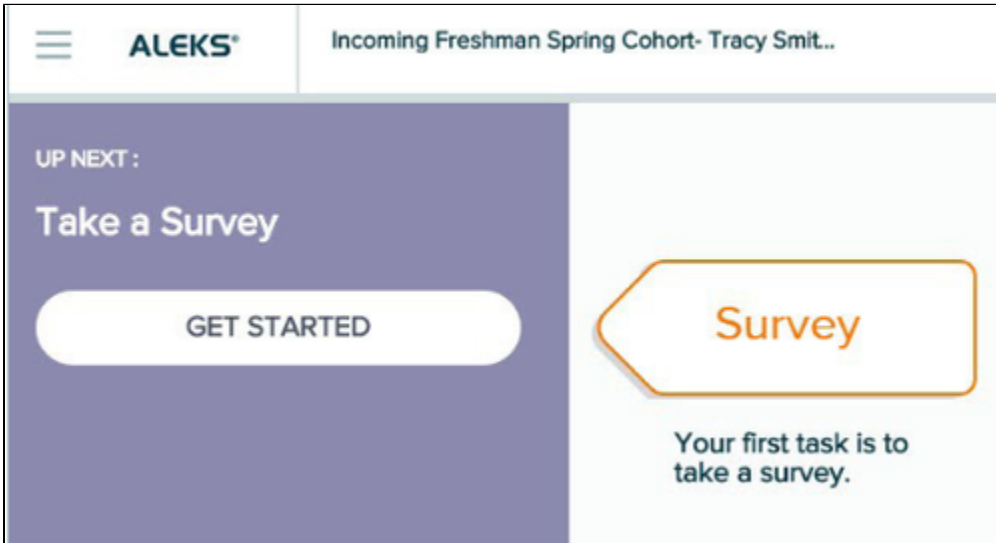 ALEKS®
Incoming Freshman Spring Cohort- Tracy Smit...
UP NEXT :
Take a Survey
GET STARTED
Survey
Your first task is to
take a survey.